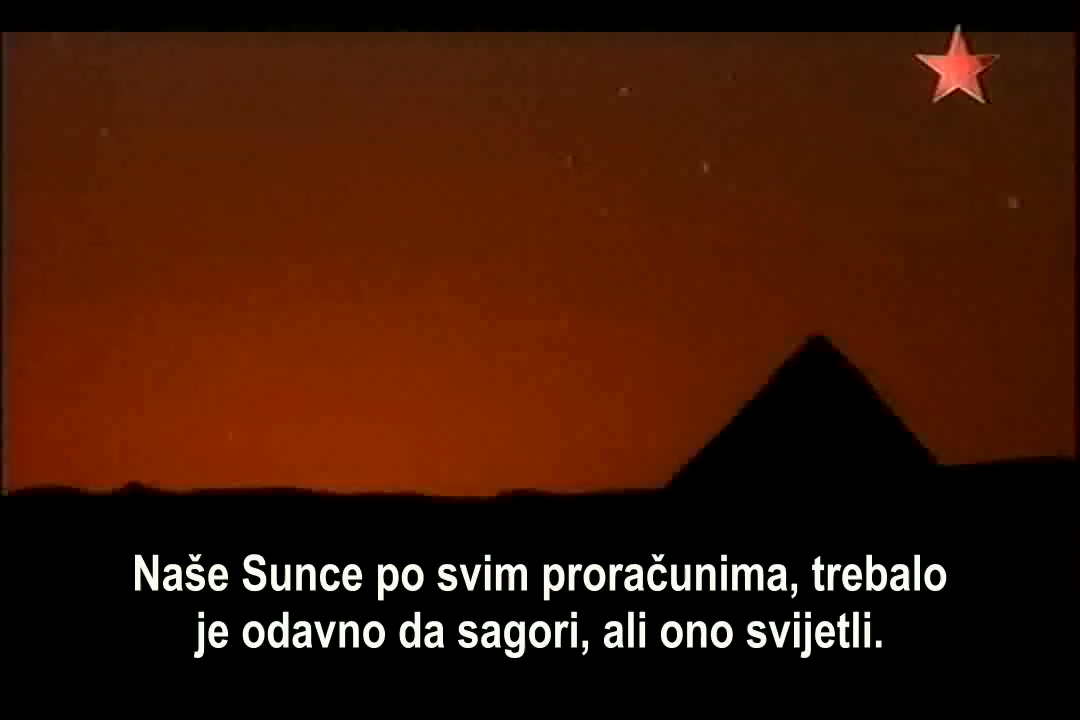 Naše Sunce po svim proračunima, trebalo
je odavno da sagori, ali ono svijetli.